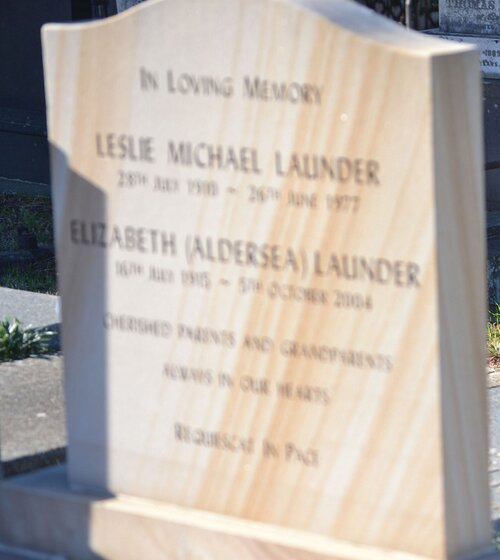 In Loving Memory
LESLIE MICHAEL LAUNDER
28TH JULY 1910 ~ 26TH JUNE 1977
ELIZABETH (ALDERSEA) LAUNDER
16TH JULY 1915 ~ 5TH OCTOBER 2004
CHERISHED PARENTS AND GRANDPARENTS
ALWAYS IN OUR HEARTS
Requiescat in Pace